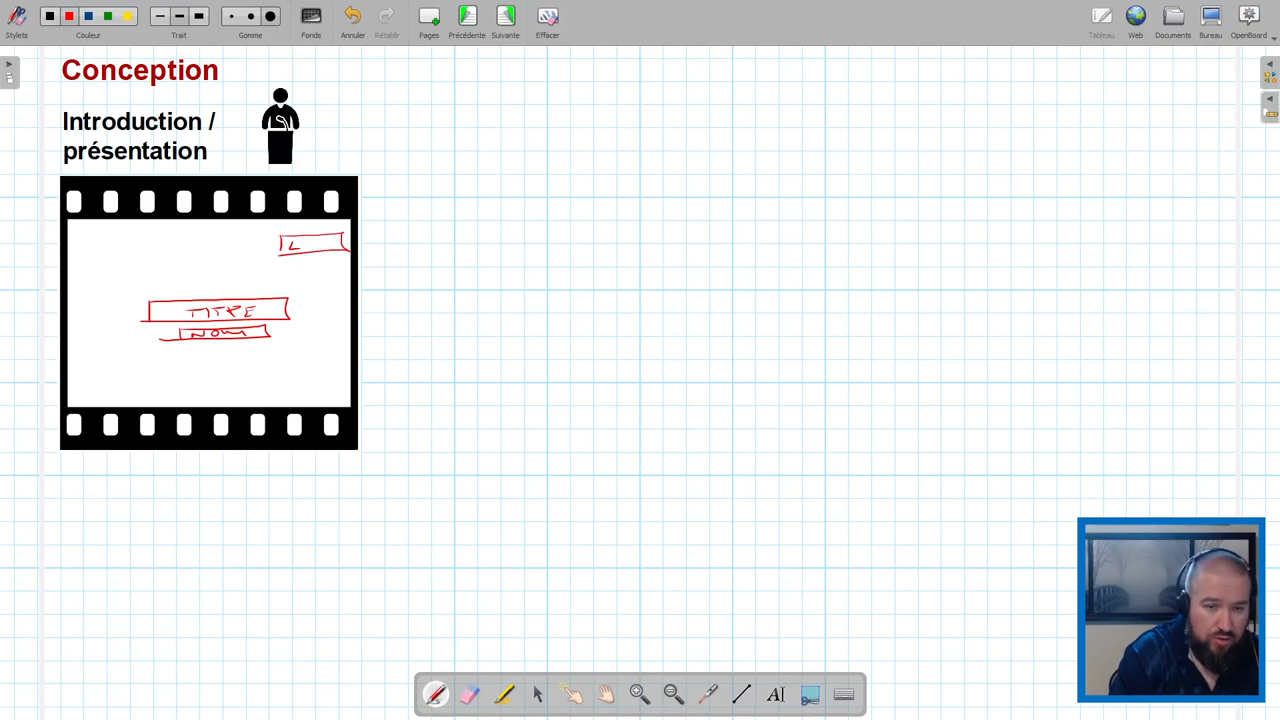 Stylets
Couleur
Trait
Gomme
Fonds
Annuler
Rétablir
Pages
Précédente
Suivante
Effacer
Tableau
Web
Documents
Bureau
OpenBoard
Conception
Introduction /
présentation
L
TITRE
NOM
AI